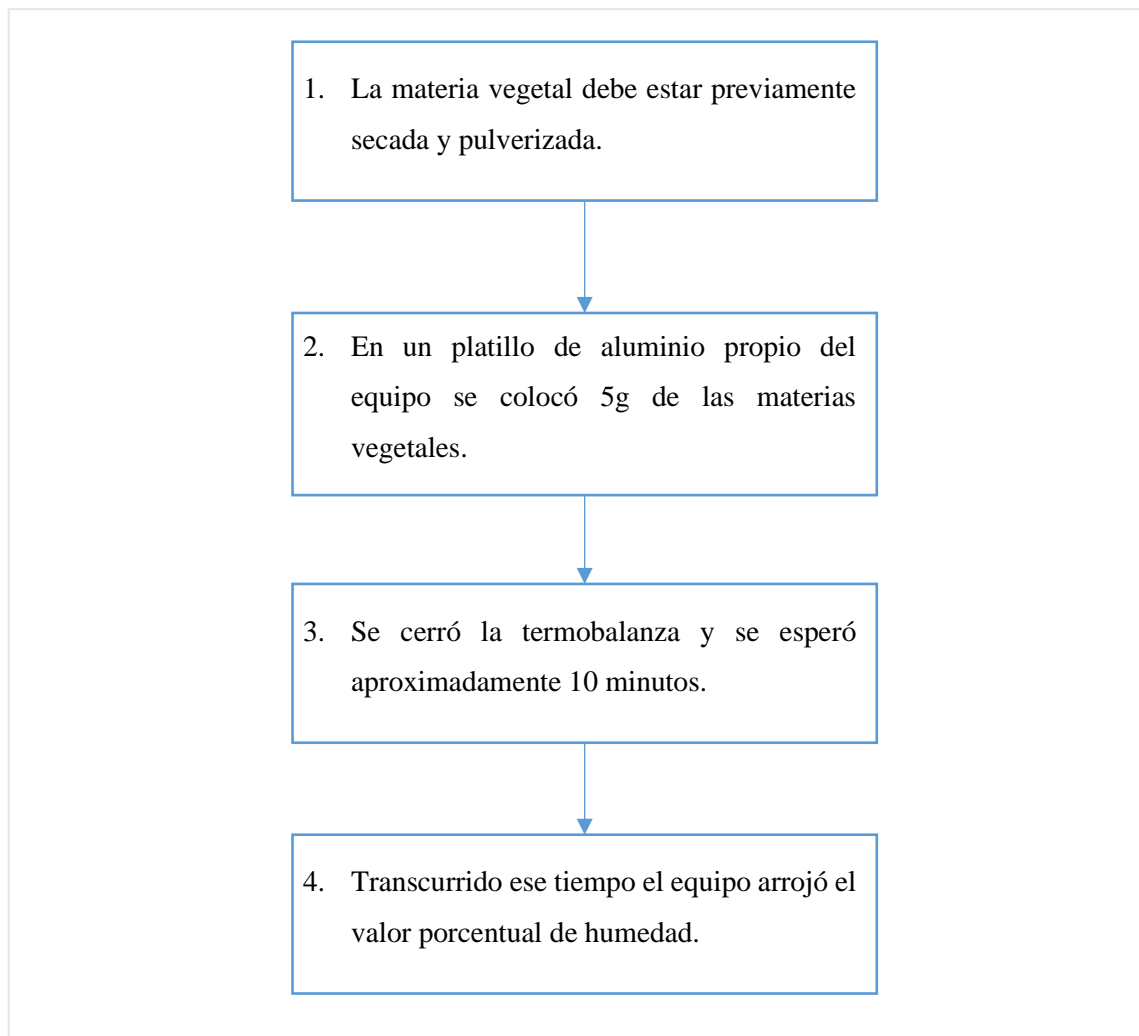 1. La materia vegetal debe estar previamente
secada y pulverizada.
2. En un platillo de aluminio propio del
equipo se colocó 5g de las materias
vegetales.
3. Se cerró la termobalanza y se esperó
aproximadamente 10 minutos.
4. Transcurrido ese tiempo el equipo arrojó el
valor porcentual de humedad.